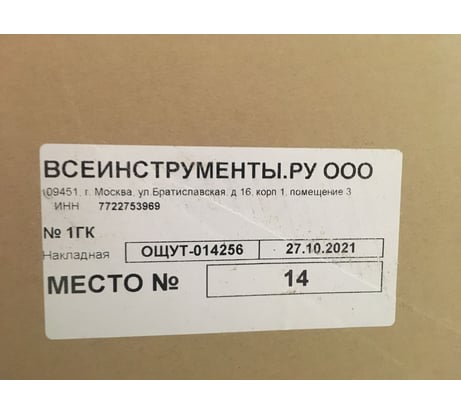 ВСЕИНСТРУМЕНТЫ.РУ ООО
109451, г. Москва, ул.Братиславская, д 16, корп 1, помещение 3
ИНН 7722753969
№ 1ГК
Накладная ОЩУТ-014256 27.10.2021
МЕСТО № 14